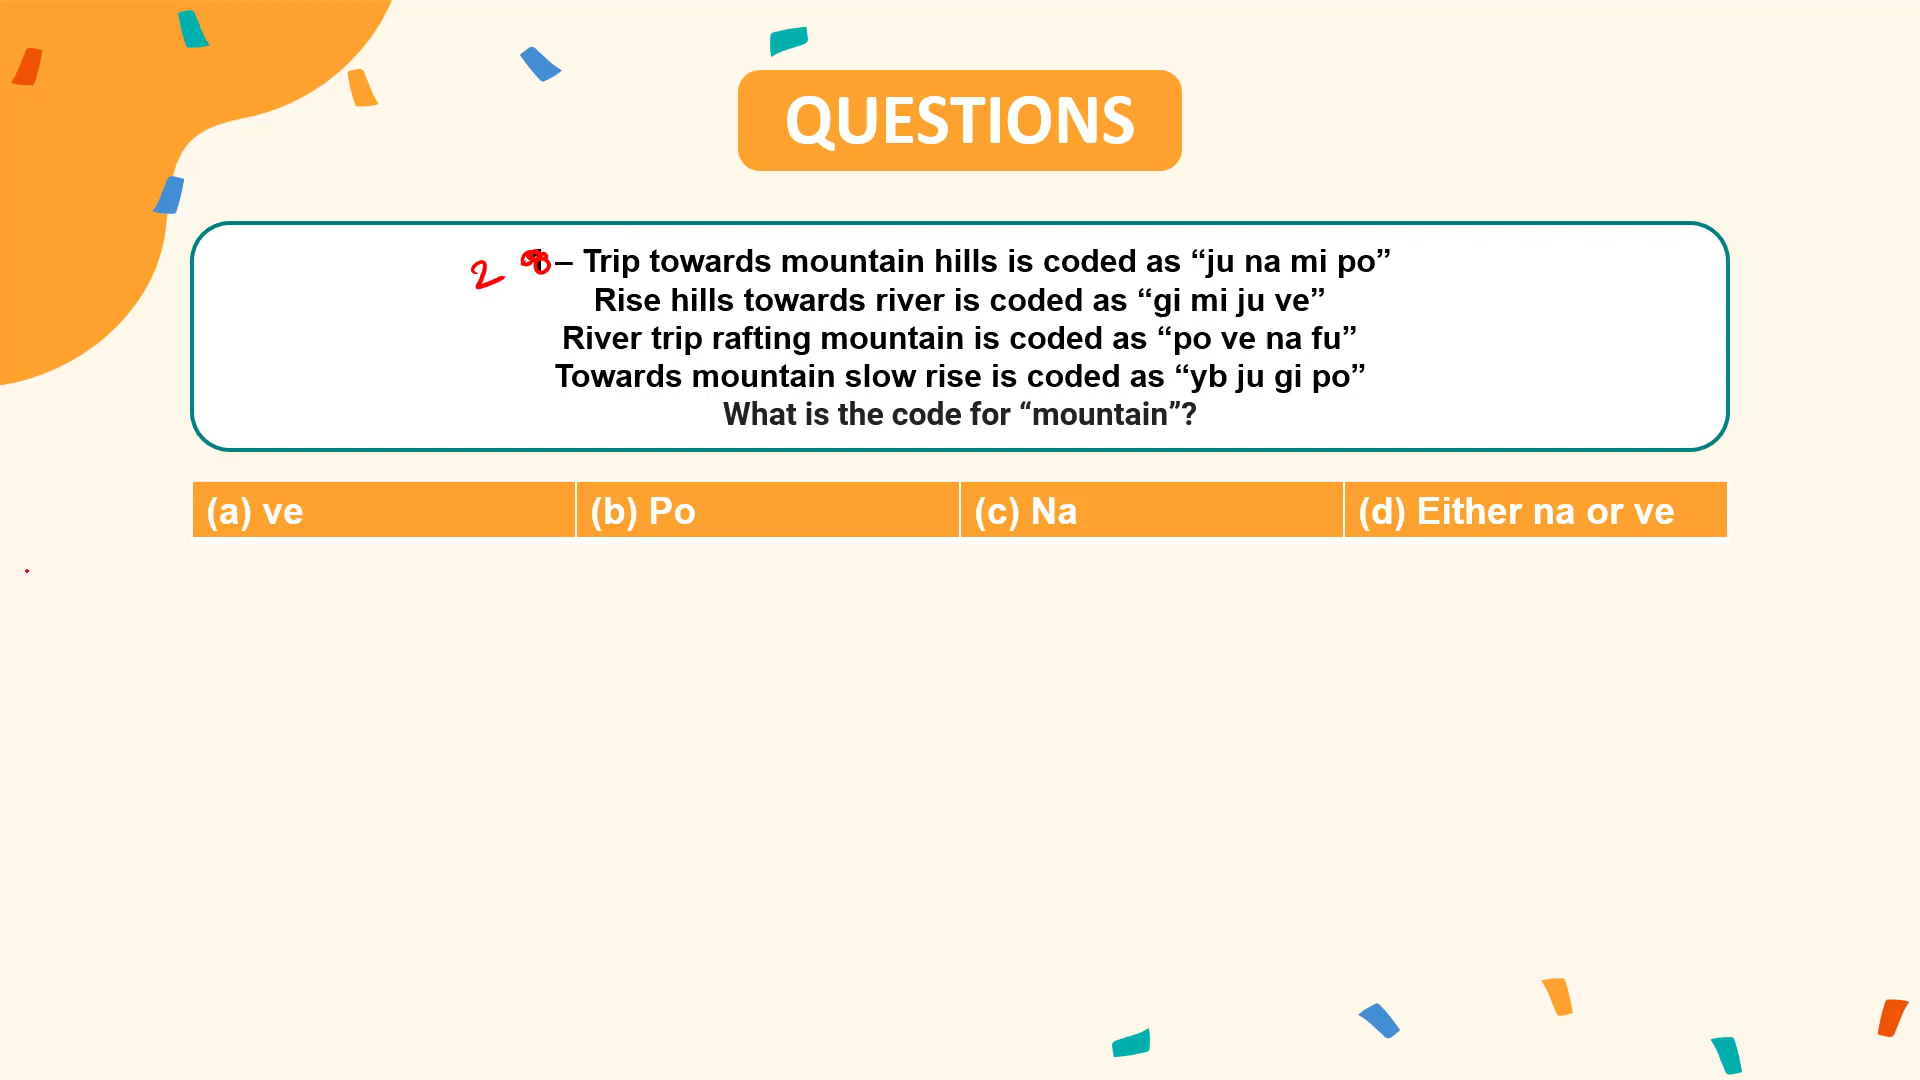 QUESTIONS
2 – Trip towards mountain hills is coded as “ju na mi po”
Rise hills towards river is coded as “gi mi ju ve”
River trip rafting mountain is coded as “po ve na fu”
Towards mountain slow rise is coded as “yb ju gi po”
What is the code for “mountain”?
(a) ve
(b) Po
(c) Na
(d) Either na or ve